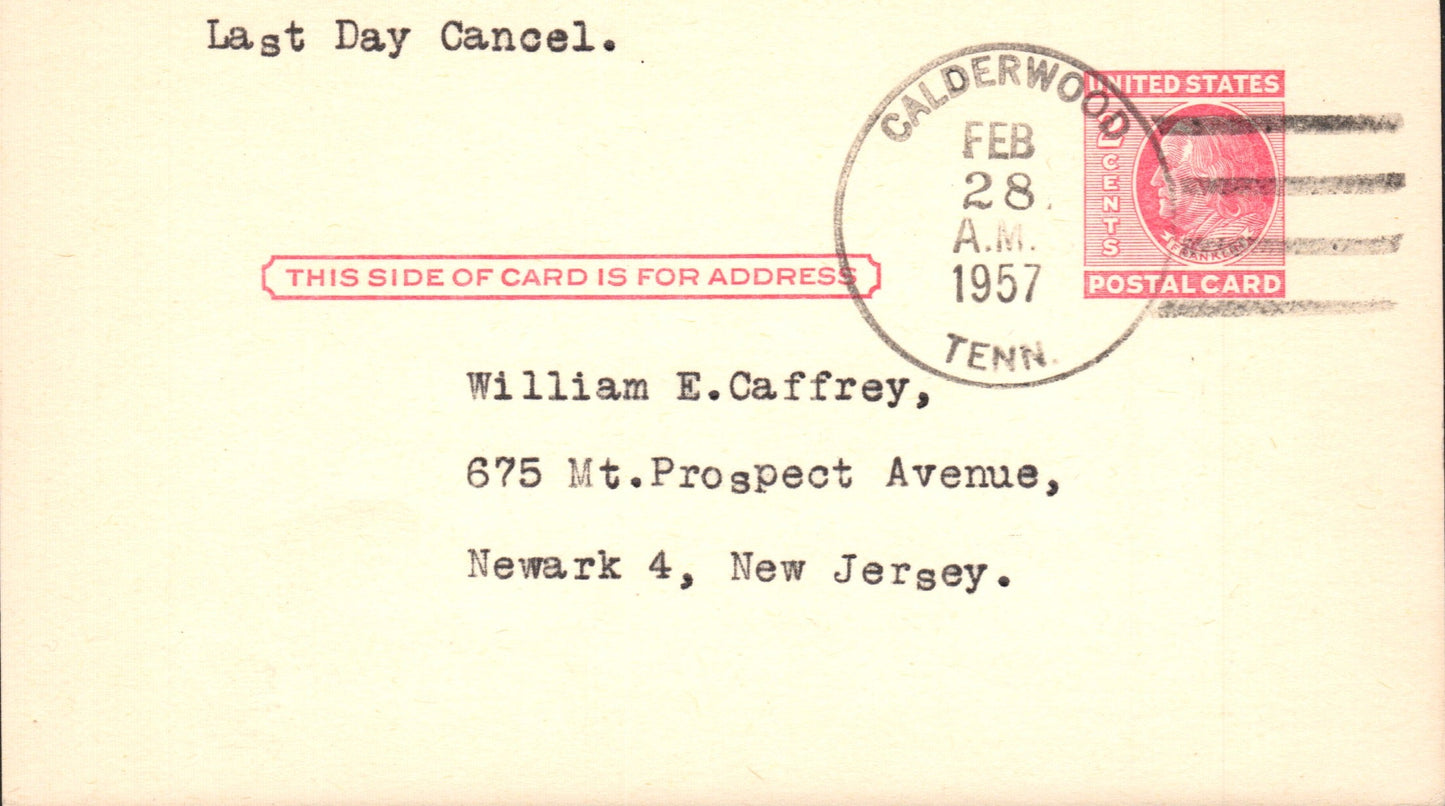 Last Day Cancel.
CALDERWOOD
FEB
28
A.M.
1957
TENN.
UNITED STATES
2
CENTS
FRANKLIN
POSTAL CARD
THIS SIDE OF CARD IS FOR ADDRESS
William E.Caffrey,
675 Mt.Prospect Avenue,
Newark 4, New Jersey.